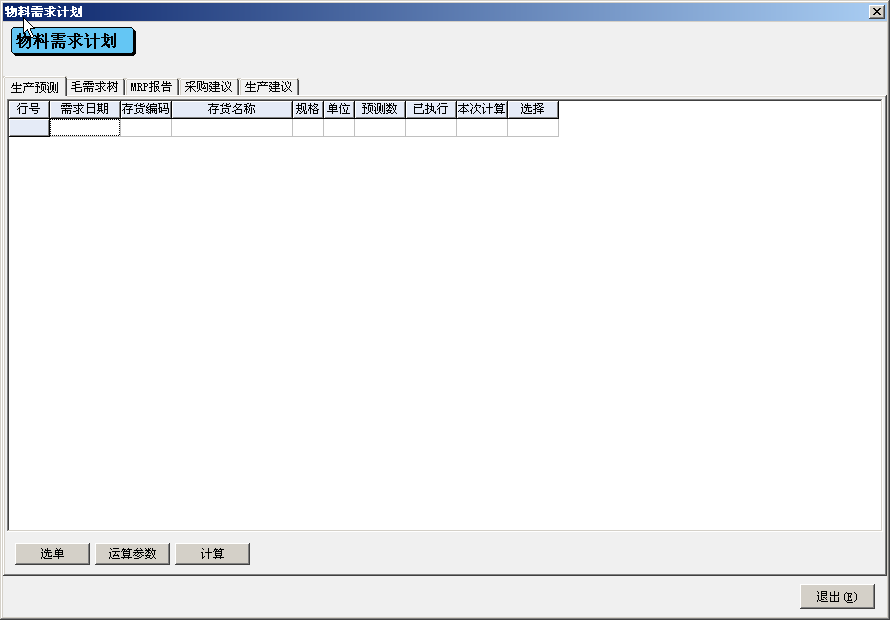 物料需求计划
物料需求计划
生产预测 毛需求树 MRP报告 采购建议 生产建议
行号 需求日期 存货编码 存货名称 规格 单位 预测数 已执行 本次计算 选择
选单 运算参数 计算
退出(E)